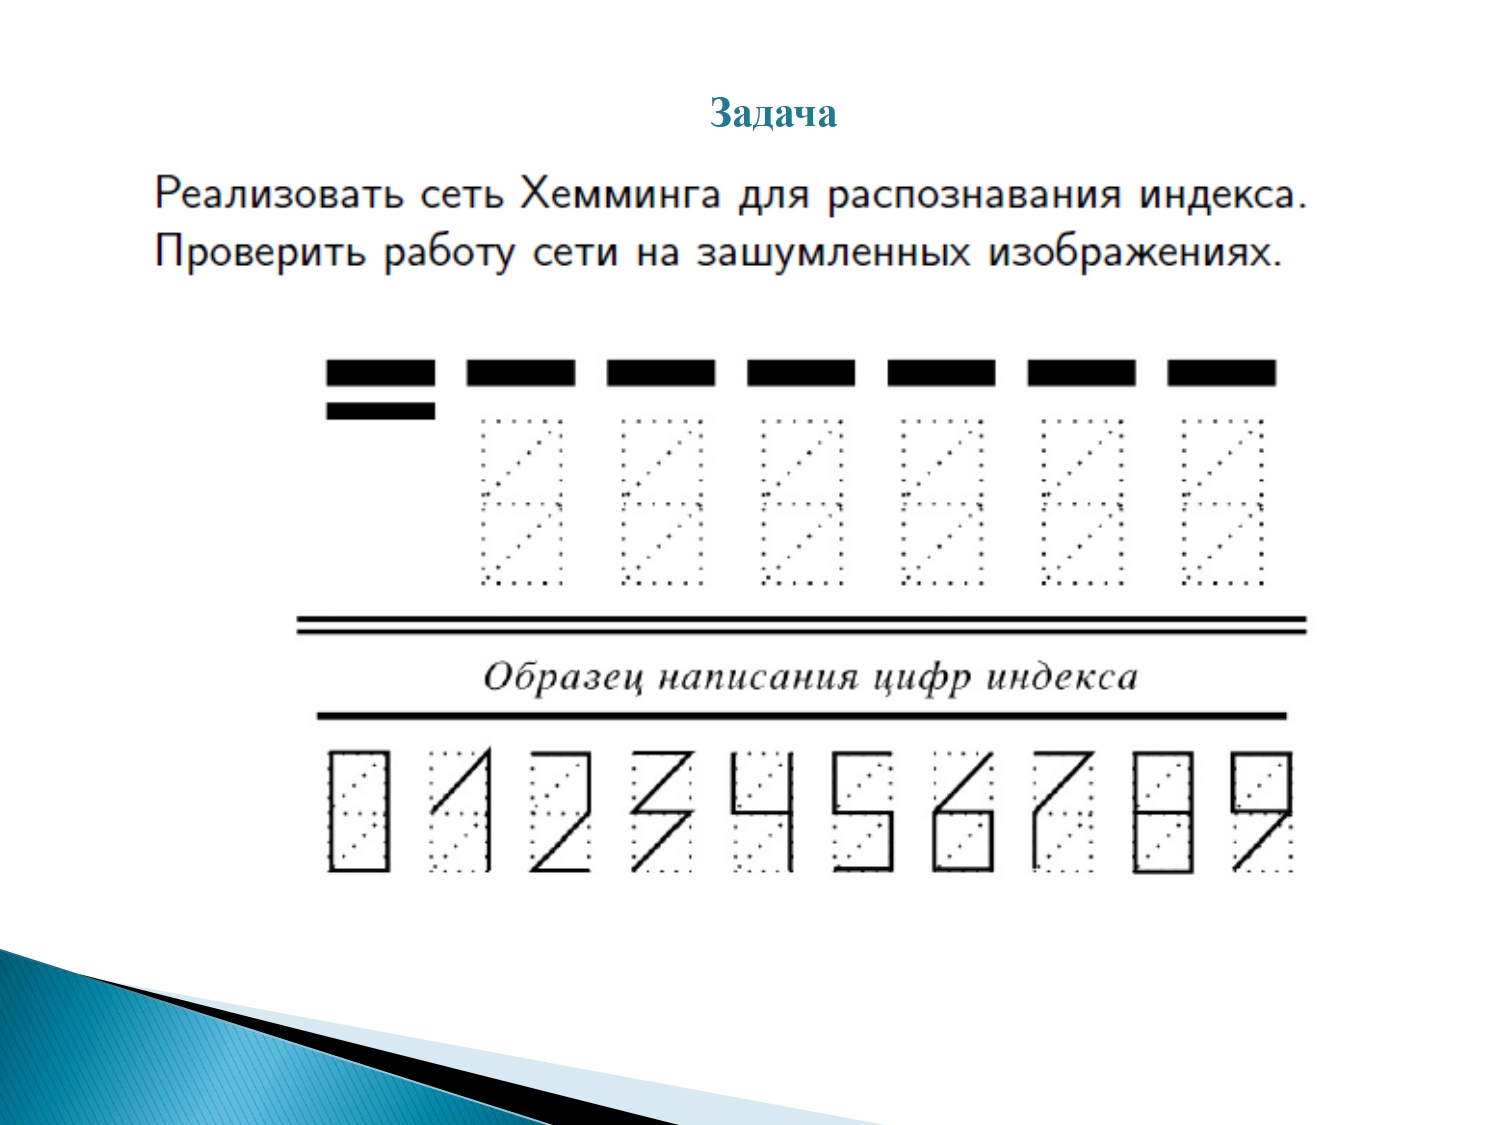 Задача
Реализовать сеть Хемминга для распознавания индекса.
Проверить работу сети на зашумленных изображениях.
Образец написания цифр индекса
0 1 2 3 4 5 6 7 8 9